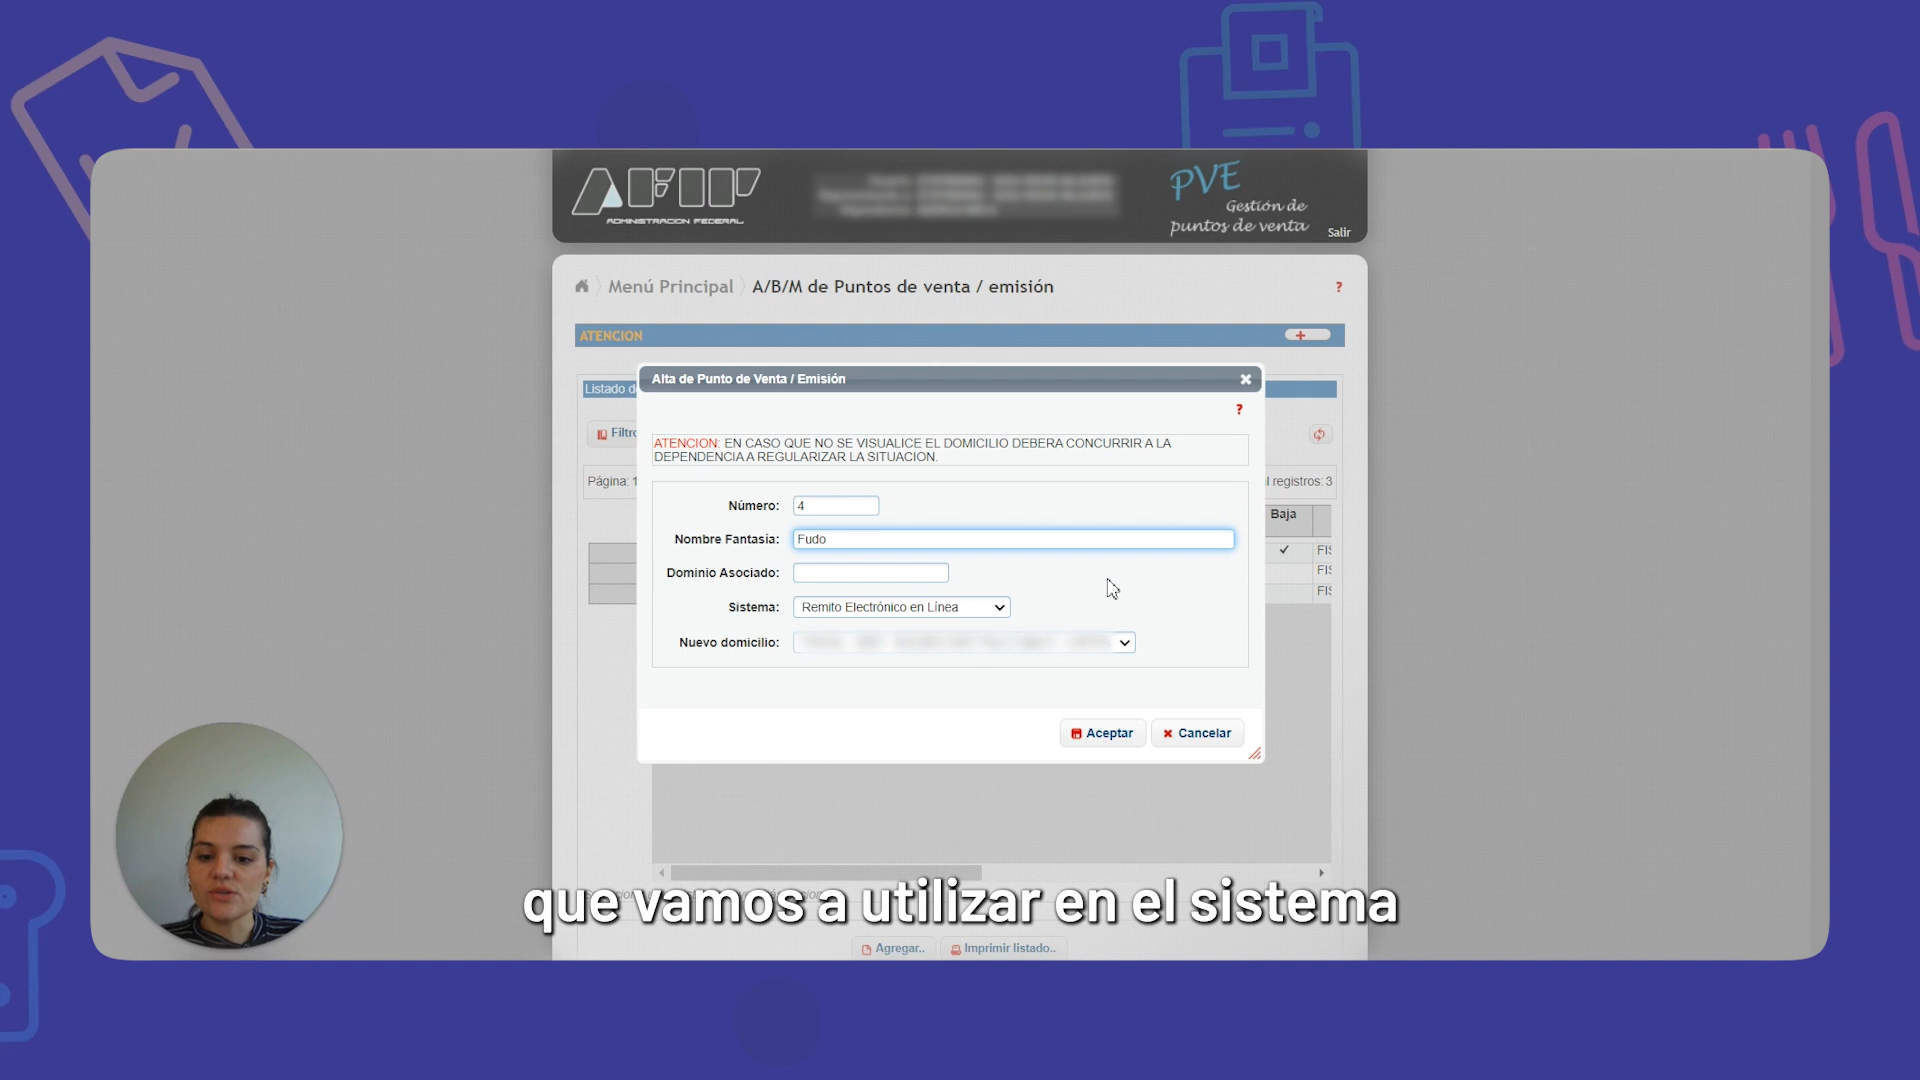 AFIP
ADMINISTRACION FEDERAL
PVE
Gestión de
puntos de venta
Salir
Menú Principal
A/B/M de Puntos de venta / emisión
?
ATENCION
Listado d
Alta de Punto de Venta / Emisión
?
Filtro
ATENCION: EN CASO QUE NO SE VISUALICE EL DOMICILIO DEBERA CONCURRIR A LA
DEPENDENCIA A REGULARIZAR LA SITUACION.
Página: 1
l registros: 3
Número:
4
Baja
Nombre Fantasía:
Fudo
FIS
Dominio Asociado:
FIS
Sistema:
Remito Electrónico en Línea
FIS
Nuevo domicilio:
Aceptar
Cancelar
que vamos a utilizar en el sistema
Agregar..
Imprimir listado..